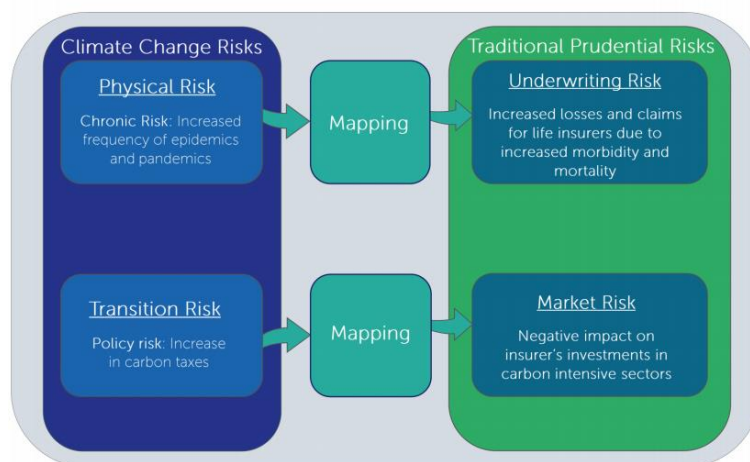 Climate Change Risks
Physical Risk
Chronic Risk: Increased
frequency of epidemics
and pandemics
Mapping
Traditional Prudential Risks
Underwriting Risk
Increased losses and claims
for life insurers due to
increased morbidity and
mortality
Transition Risk
Policy risk: Increase
in carbon taxes
Mapping
Market Risk
Negative impact on
insurer's investments in
carbon intensive sectors